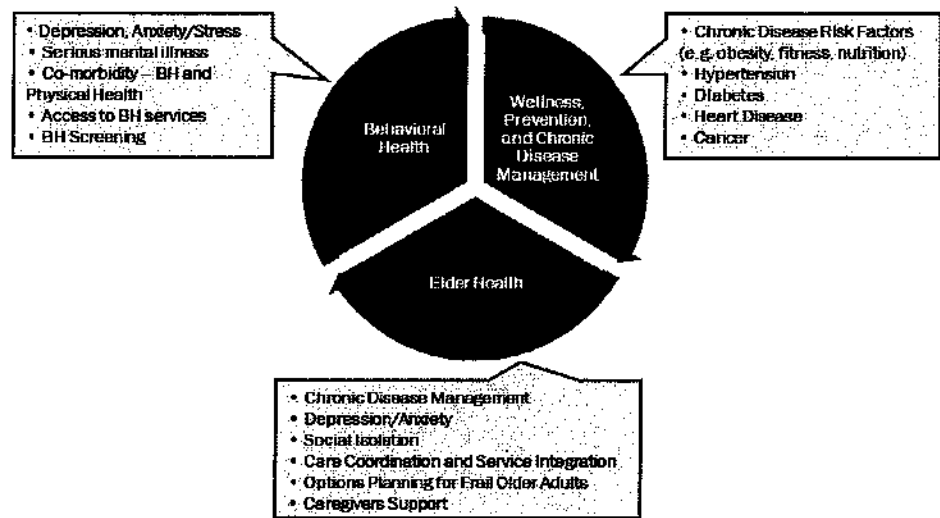 • Depression, Anxiety/Stress
• Serious mental illness
• Co-morbidity – BH and
Physical Health
• Access to BH services
• BH Screening
Behavioral
Health
Wellness,
Prevention,
and Chronic
Disease
Management
• Chronic Disease Risk Factors
(e.g. obesity, fitness, nutrition)
• Hypertension
• Diabetes
• Heart Disease
• Cancer
Elder Health
• Chronic Disease Management
• Depression/Anxiety
• Social Isolation
• Care Coordination and Service Integration
• Options Planning for Frail Older Adults
• Caregivers Support